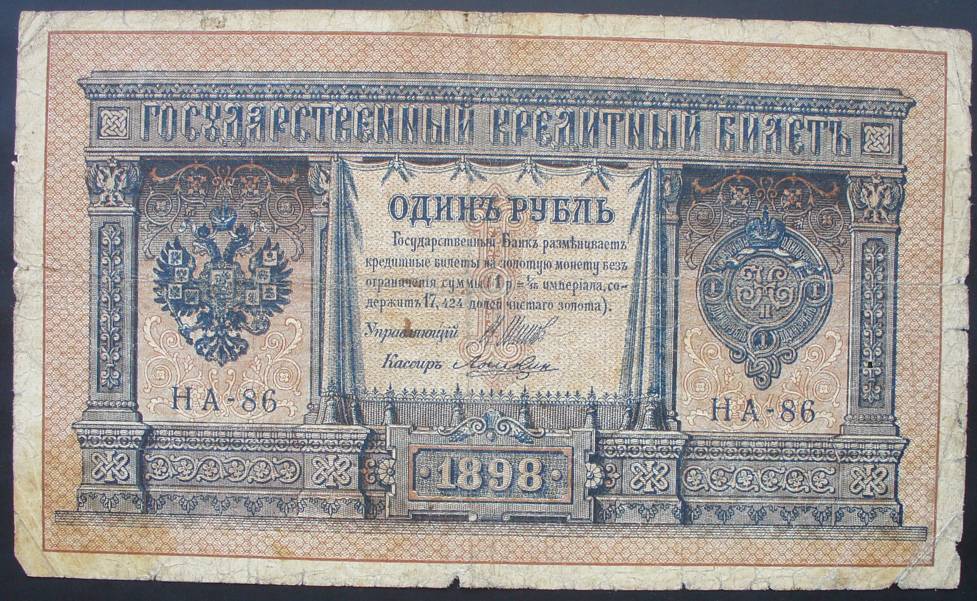 ГОСУДАРСТВЕННЫЙ КРЕДИТНЫЙ БИЛЕТЪ
ОДИНЪ РУБЛЬ
Государственный Банкъ размѣниваетъ
кредитные билеты на золотую монету безъ
ограниченія суммы (1 р.= 1/15 имперіала, со-
держитъ 17,424 долей чистаго золота).
Управляющій
Кассиръ
НА-86
НА-86
1898